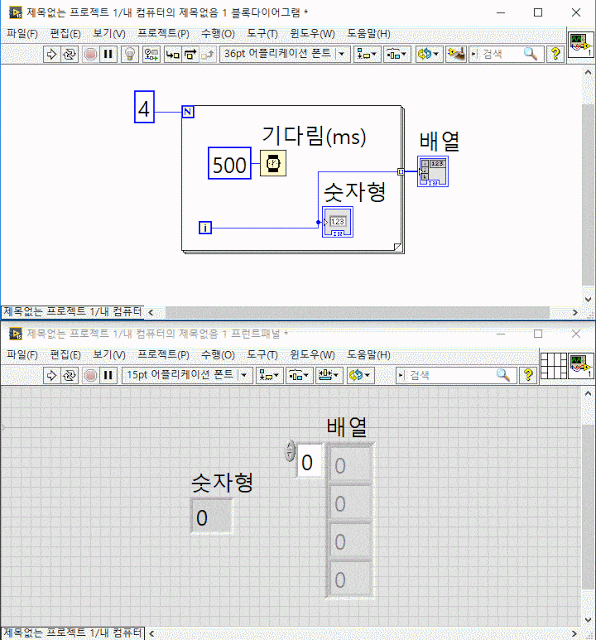 제목없는 프로젝트 1/내 컴퓨터의 제목없음 1 블록다이어그램 *
파일(F) 편집(E) 보기(V) 프로젝트(P) 수행(O) 도구(T) 윈도우(W) 도움말(H)
36pt 어플리케이션 폰트 검색 ?
1
4 N
기다림(ms)
500
배열
123
숫자형
123
i
제목없는 프로젝트 1/내 컴퓨터
제목없는 프로젝트 1/내 컴퓨터의 제목없음 1 프런트패널 *
파일(F) 편집(E) 보기(V) 프로젝트(P) 수행(O) 도구(T) 윈도우(W) 도움말(H)
15pt 어플리케이션 폰트 검색 ?
1
배열
0 0
숫자형
0 0
0
0
제목없는 프로젝트 1/내 컴퓨터